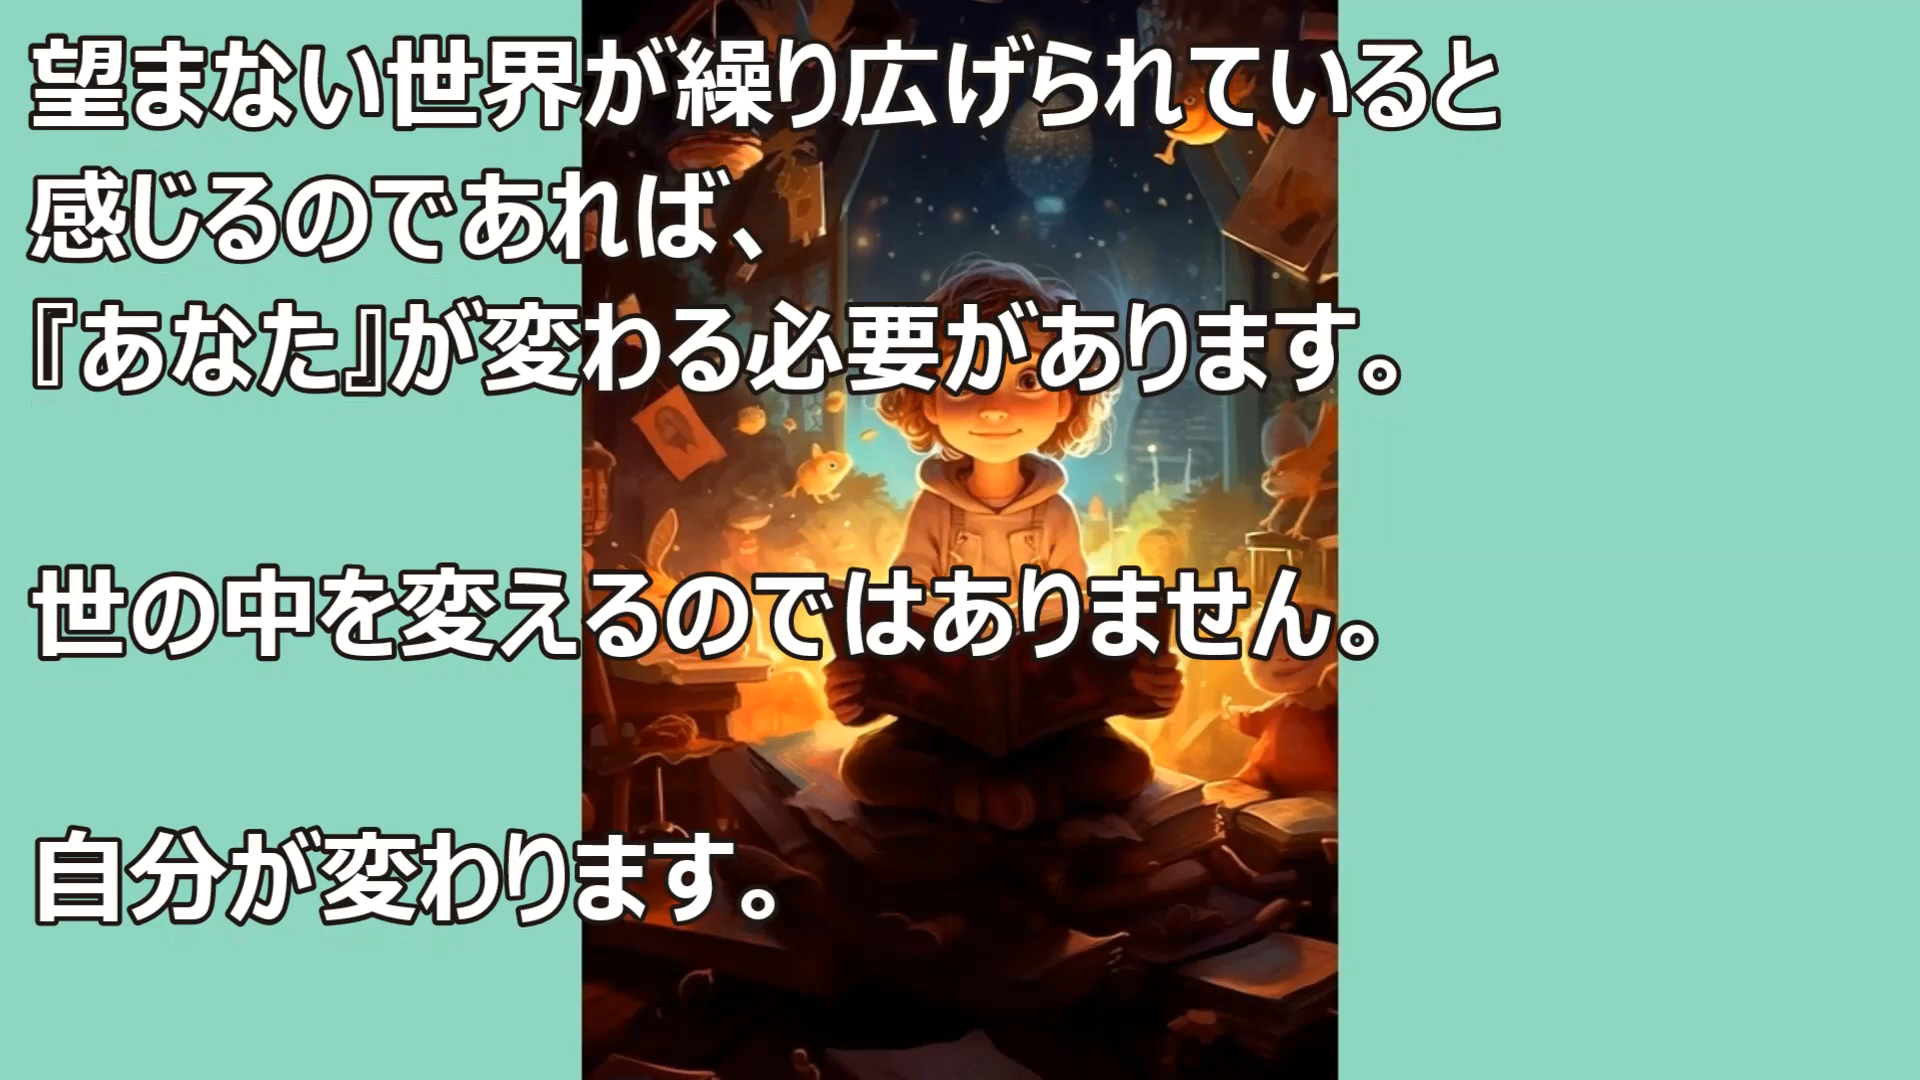 望まない世界が繰り広げられていると
感じるのであれば、
『あなた』が変わる必要があります。
世の中を変えるのではありません。
自分が変わります。